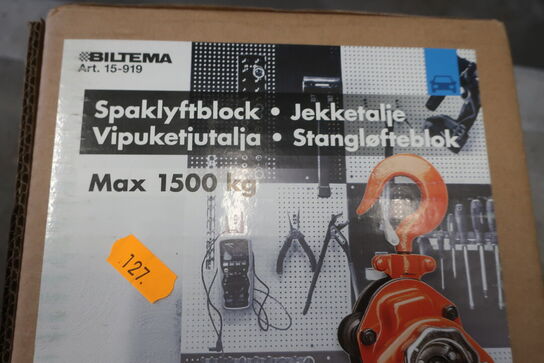 BILTEMA
Art. 15-919
Spaklyftblock • Jekketalje
Vipuketjutalja • Stangløfteblok
Max 1500 kg
127.